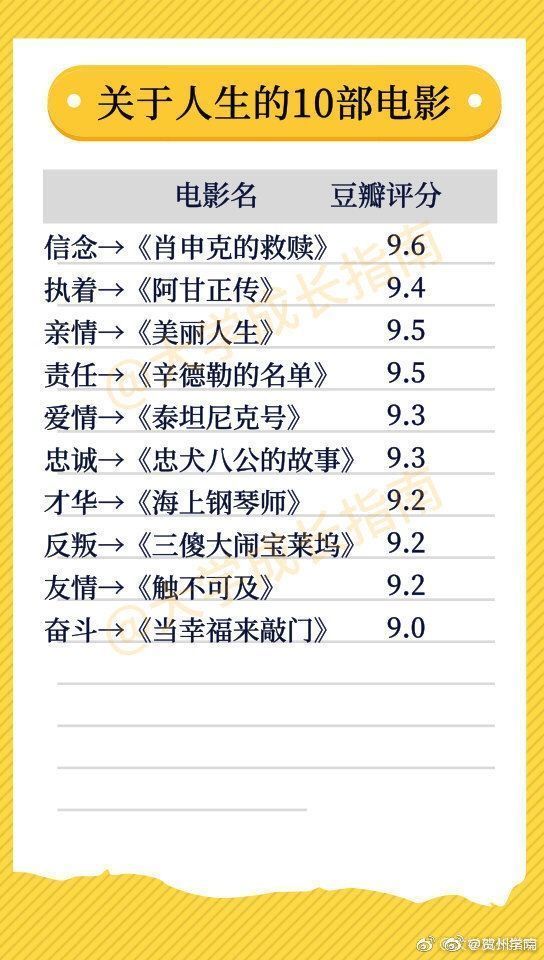 关于人生的10部电影
电影名 豆瓣评分
信念→《肖申克的救赎》 9.6
执着→《阿甘正传》 9.4
亲情→《美丽人生》 9.5
责任→《辛德勒的名单》 9.5
爱情→《泰坦尼克号》 9.3
忠诚→《忠犬八公的故事》 9.3
才华→《海上钢琴师》 9.2
反叛→《三傻大闹宝莱坞》 9.2
友情→《触不可及》 9.2
奋斗→《当幸福来敲门》 9.0
@大学成长指南
@大学成长指南
@贺州学院